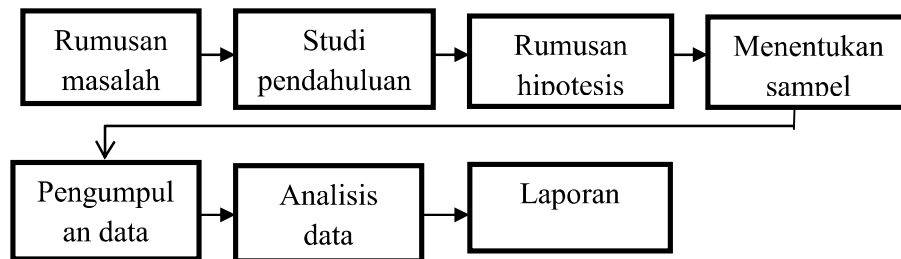 Rumusan
masalah
Studi
pendahuluan
Rumusan
hipotesis
Menentukan
sampel
Pengumpul
an data
Analisis
data
Laporan